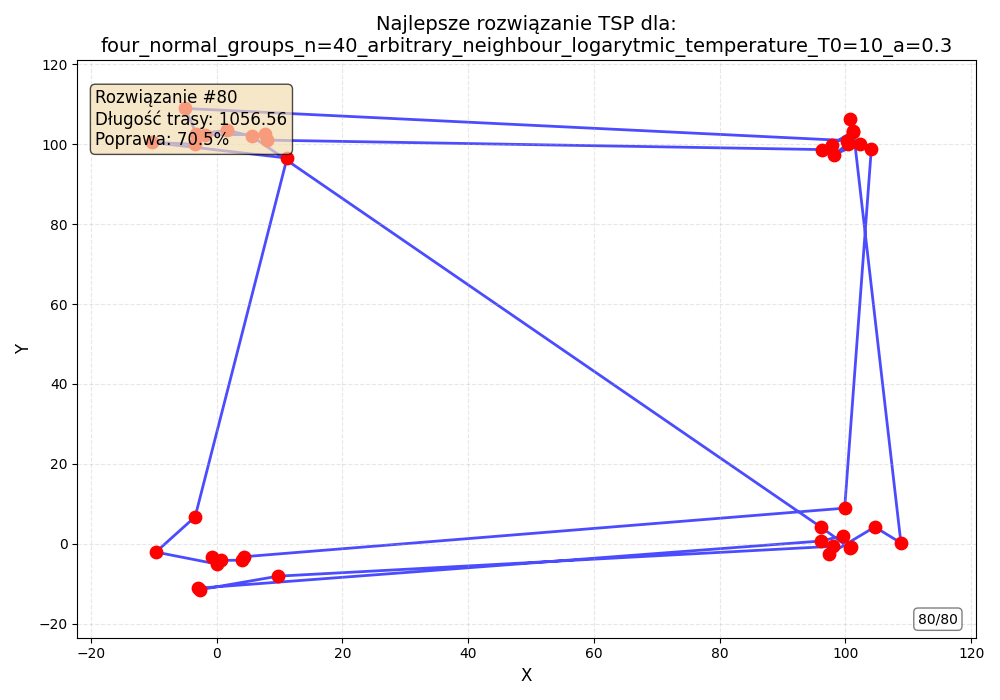 Najlepsze rozwiązanie TSP dla:
four_normal_groups_n=40_arbitrary_neighbour_logarytmic_temperature_T0=10_a=0.3
120
Rozwiązanie #80
Długość trasy: 1056.56
Poprawa: 70.5%
100
80
60
Y
40
20
0
−20
80/80
−20
0
20
40
60
80
100
120
X